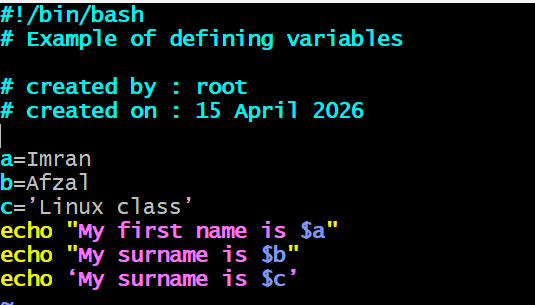 #!/bin/bash
# Example of defining variables
# created by : root
# created on : 15 April 2026
a=Imran
b=Afzal
c=’Linux class’
echo "My first name is $a"
echo "My surname is $b"
echo ‘My surname is $c’
~